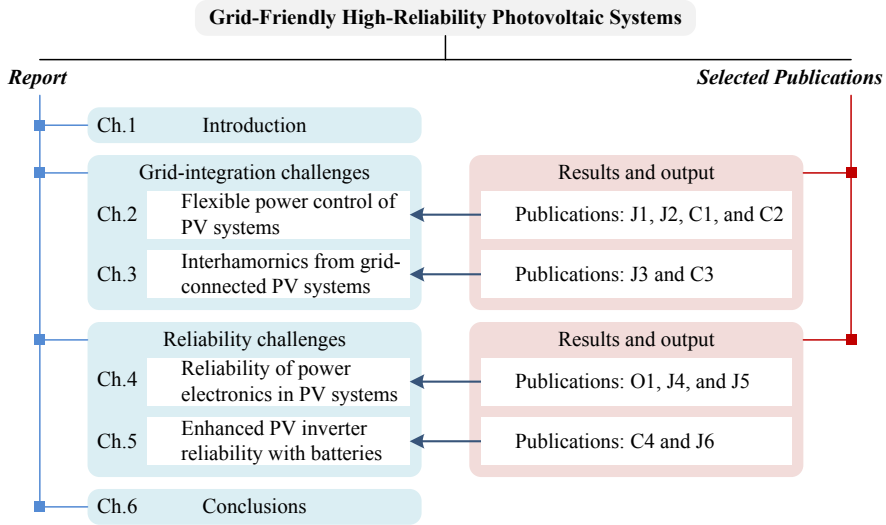 Grid-Friendly High-Reliability Photovoltaic Systems
Report
Selected Publications
Ch.1 Introduction
Grid-integration challenges
Results and output
Ch.2
Flexible power control of
PV systems
Publications: J1, J2, C1, and C2
Ch.3
Interhamornics from grid-
connected PV systems
Publications: J3 and C3
Reliability challenges
Results and output
Ch.4
Reliability of power
electronics in PV systems
Publications: O1, J4, and J5
Ch.5
Enhanced PV inverter
reliability with batteries
Publications: C4 and J6
Ch.6 Conclusions